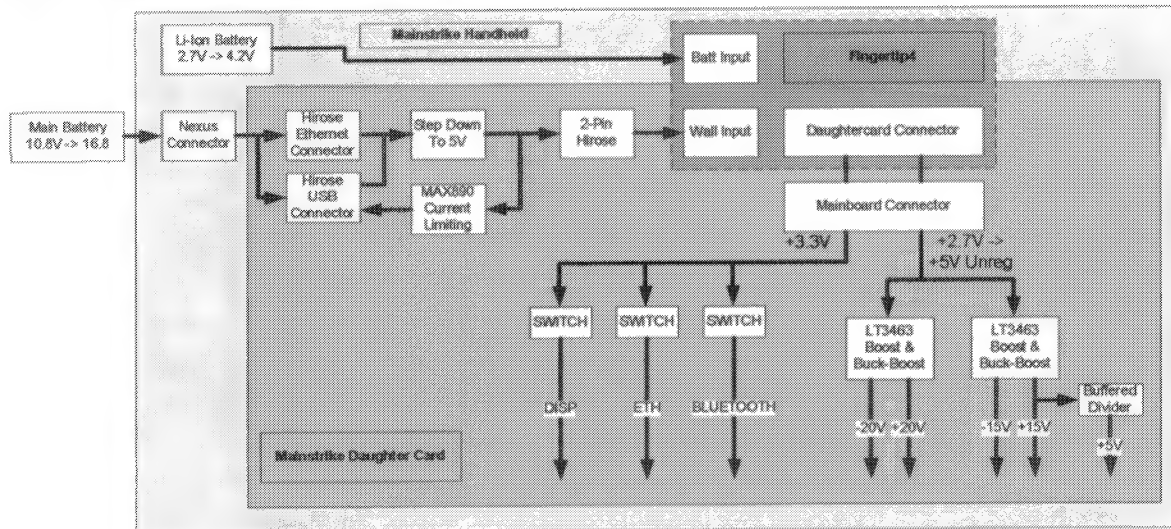 Li-Ion Battery
2.7V -> 4.2V
Mainstrike Handheld
Batt Input
Fingertip4
Main Battery
10.8V -> 16.8
Nexus
Connector
Hirose
Ethernet
Connector
Step Down
To 5V
2-Pin
Hirose
Wall Input
Daughtercard Connector
Hirose
USB
Connector
MAX890
Current
Limiting
Mainboard Connector
+3.3V
+2.7V ->
+5V Unreg
SWITCH
SWITCH
SWITCH
LT3463
Boost &
Buck-Boost
LT3463
Boost &
Buck-Boost
DISP
ETH
BLUETOOTH
Buffered
Divider
-20V
+20V
-15V
+15V
+5V
Mainstrike Daughter Card